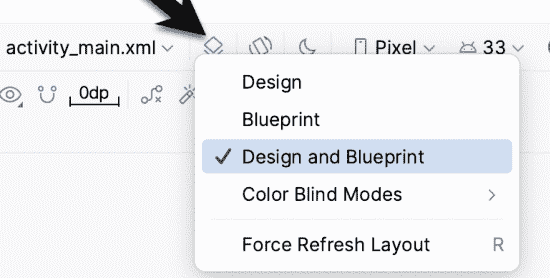 activity_main.xml Pixel 33
0dp
Design
Blueprint
Design and Blueprint
Color Blind Modes
Force Refresh Layout R